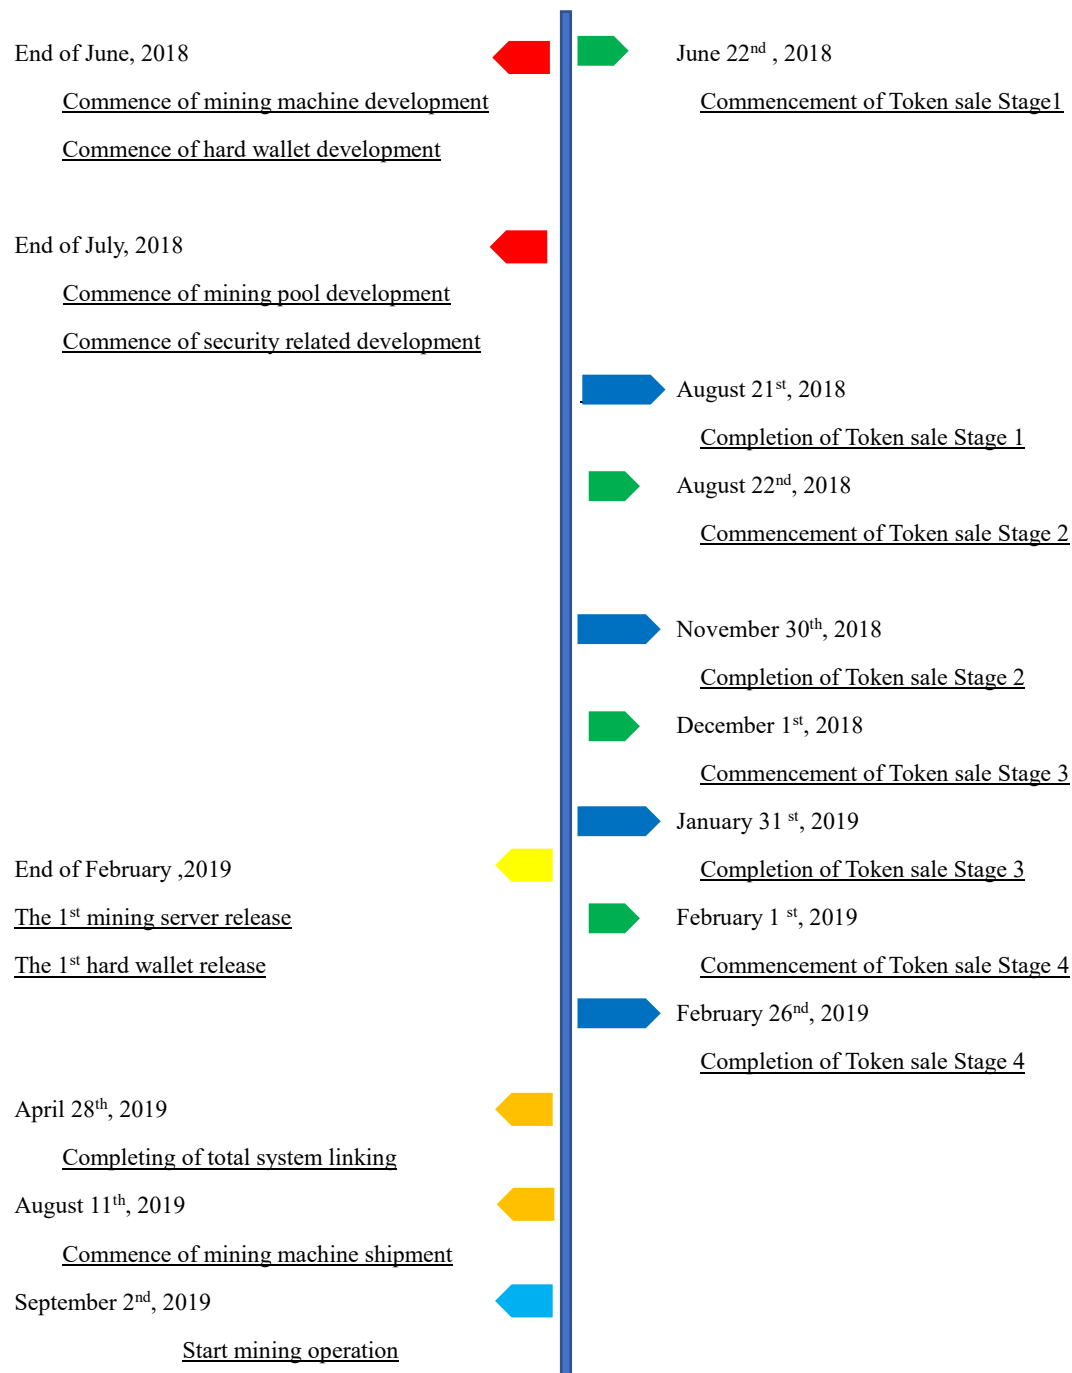 End of June, 2018
Commence of mining machine development
Commence of hard wallet development
End of July, 2018
Commence of mining pool development
Commence of security related development
End of February ,2019
The 1st mining server release
The 1st hard wallet release
April 28th, 2019
Completing of total system linking
August 11th, 2019
Commence of mining machine shipment
September 2nd, 2019
Start mining operation
June 22nd , 2018
Commencement of Token sale Stage1
August 21st, 2018
Completion of Token sale Stage 1
August 22nd, 2018
Commencement of Token sale Stage 2
November 30th, 2018
Completion of Token sale Stage 2
December 1st, 2018
Commencement of Token sale Stage 3
January 31 st, 2019
Completion of Token sale Stage 3
February 1 st, 2019
Commencement of Token sale Stage 4
February 26nd, 2019
Completion of Token sale Stage 4